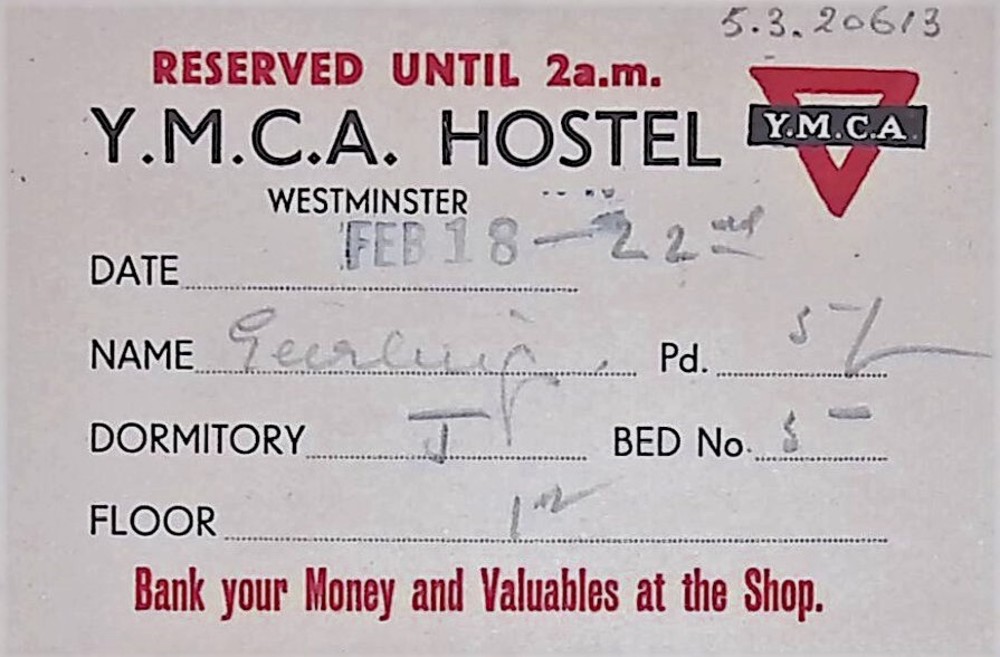 5.3.20613
RESERVED UNTIL 2a.m.
Y.M.C.A. HOSTEL
Y.M.C.A
WESTMINSTER
DATE FEB 18 – 22nd
NAME
Pd. 5/
DORMITORY J
BED No. 5
FLOOR 1st
Bank your Money and Valuables at the Shop.